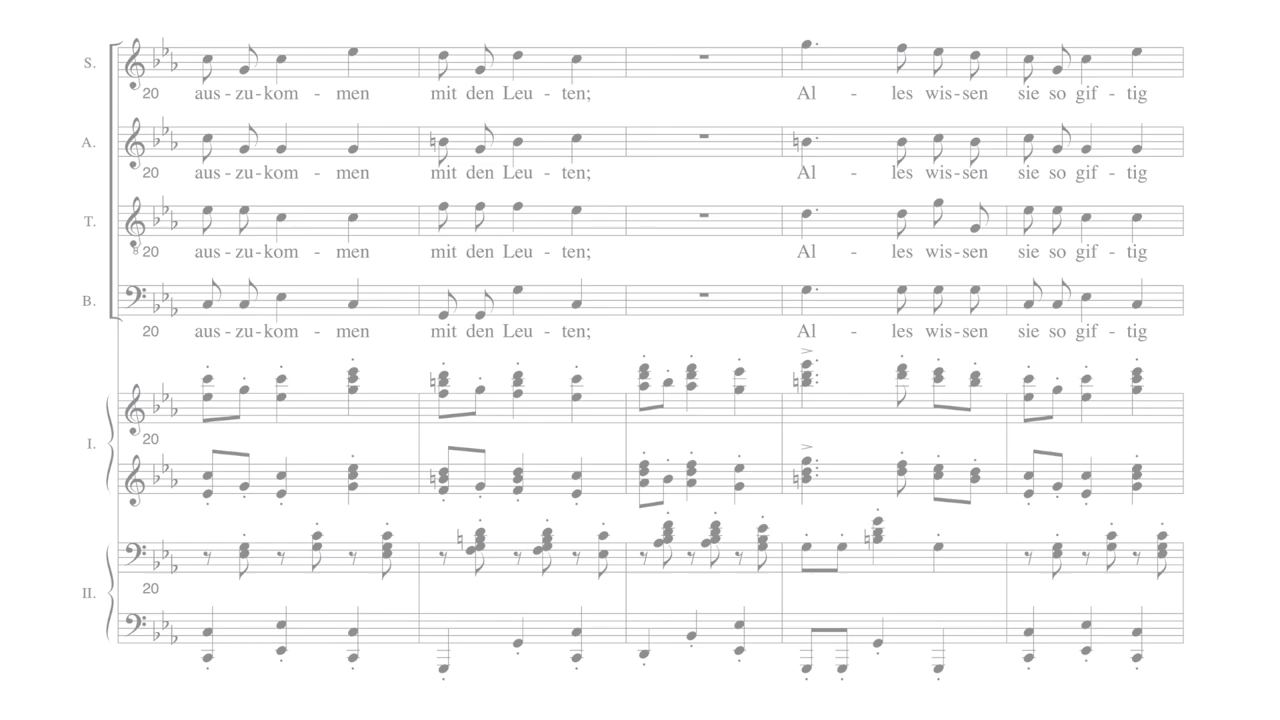 S.
20 aus - zu - kom - men mit den Leu - ten; Al - les wis - sen sie so gif - tig
A.
20 aus - zu - kom - men mit den Leu - ten; Al - les wis - sen sie so gif - tig
T.
8 20 aus - zu - kom - men mit den Leu - ten; Al - les wis - sen sie so gif - tig
B.
20 aus - zu - kom - men mit den Leu - ten; Al - les wis - sen sie so gif - tig
20
I.
20
II.